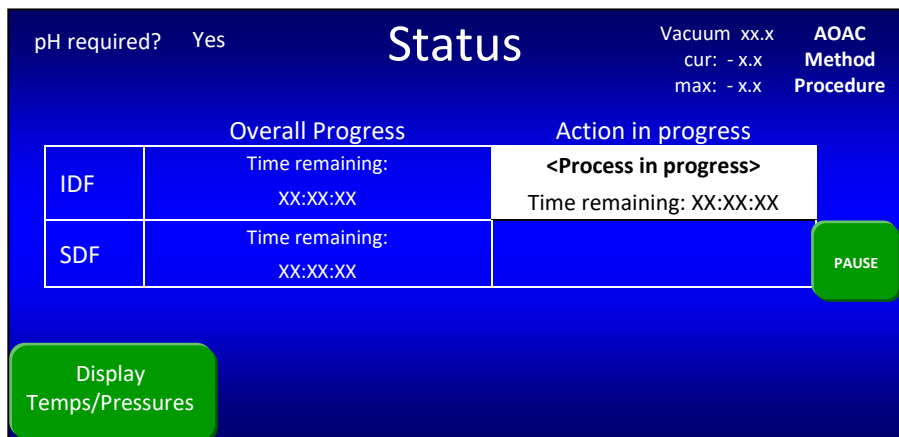 pH required? Yes
Status
Vacuum xx.x
cur: - x.x
max: - x.x
AOAC
Method
Procedure
Overall Progress
Action in progress
IDF
Time remaining:
XX:XX:XX
<Process in progress>
Time remaining: XX:XX:XX
SDF
Time remaining:
XX:XX:XX
PAUSE
Display
Temps/Pressures